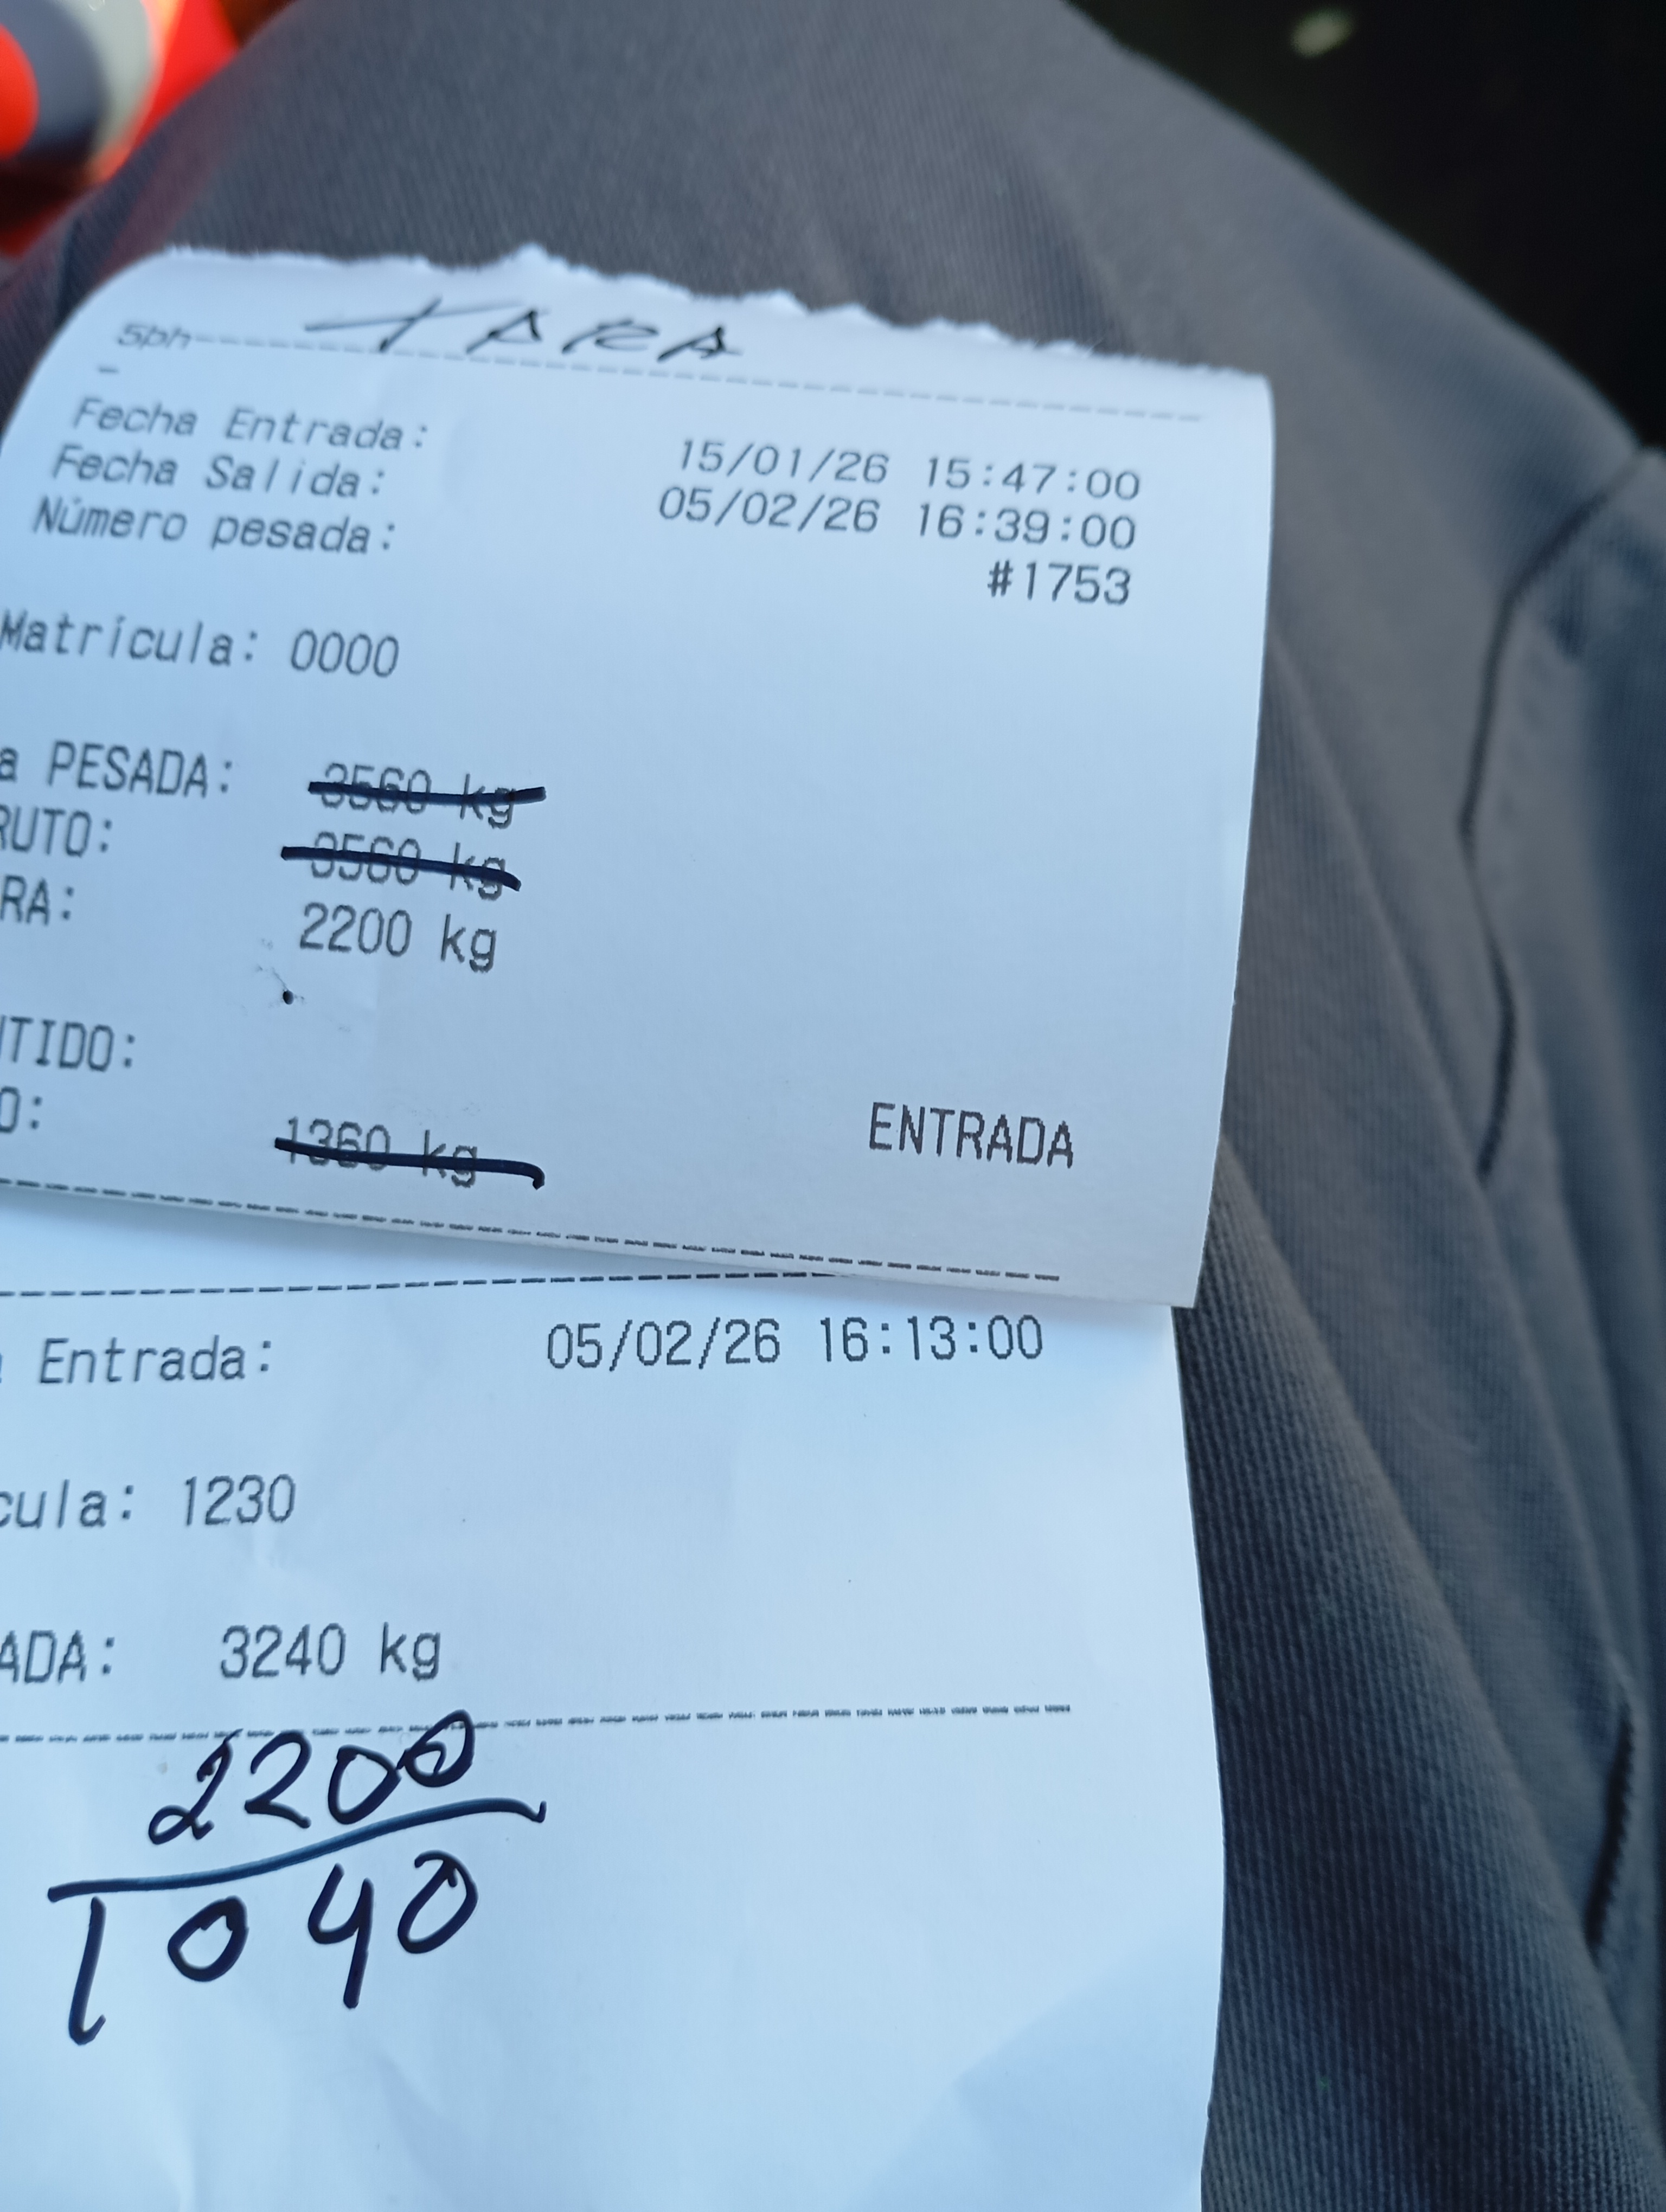 TARA
Fecha Entrada: 15/01/26 15:47:00
Fecha Salida: 05/02/26 16:39:00
Número pesada: #1753
Matrícula: 0000
a PESADA: 3560 kg
RUTO: 3560 kg
RA: 2200 kg
TIDO: ENTRADA
O: 1360 kg
Entrada: 05/02/26 16:13:00
cula: 1230
ADA: 3240 kg
2200
1040